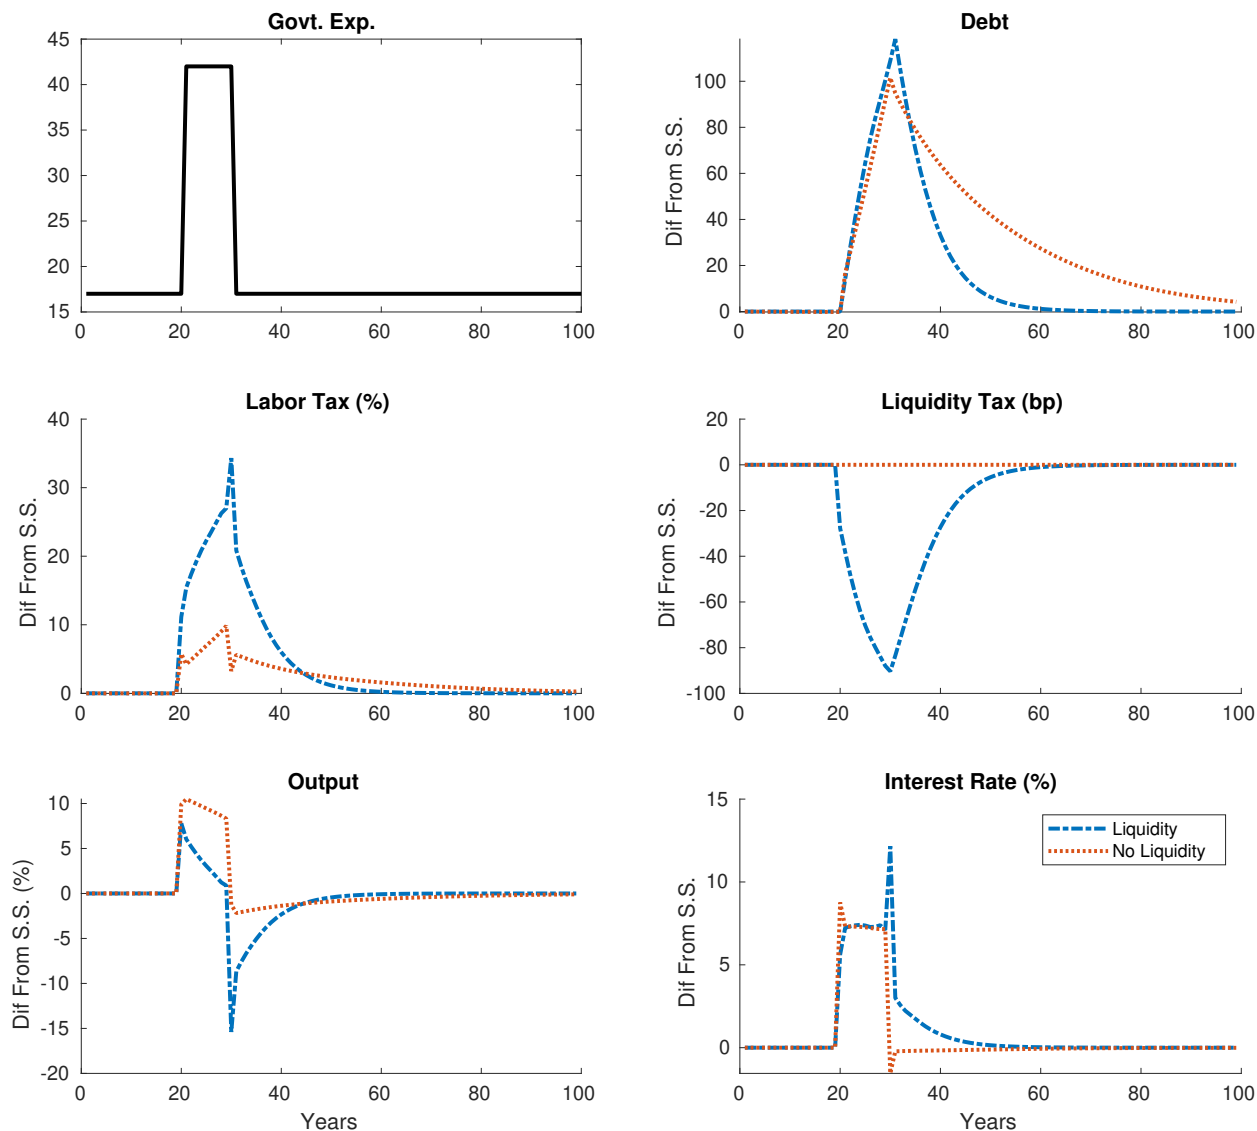 Govt. Exp.
45
40
35
30
25
20
15
0 20 40 60 80 100
Debt
Dif From S.S.
100
80
60
40
20
0
0 20 40 60 80 100
Labor Tax (%)
Dif From S.S.
40
30
20
10
0
0 20 40 60 80 100
Liquidity Tax (bp)
Dif From S.S.
20
0
-20
-40
-60
-80
-100
0 20 40 60 80 100
Output
Dif From S.S. (%)
10
5
0
-5
-10
-15
-20
0 20 40 60 80 100
Years
Interest Rate (%)
Dif From S.S.
15
10
5
0
Liquidity
No Liquidity
0 20 40 60 80 100
Years